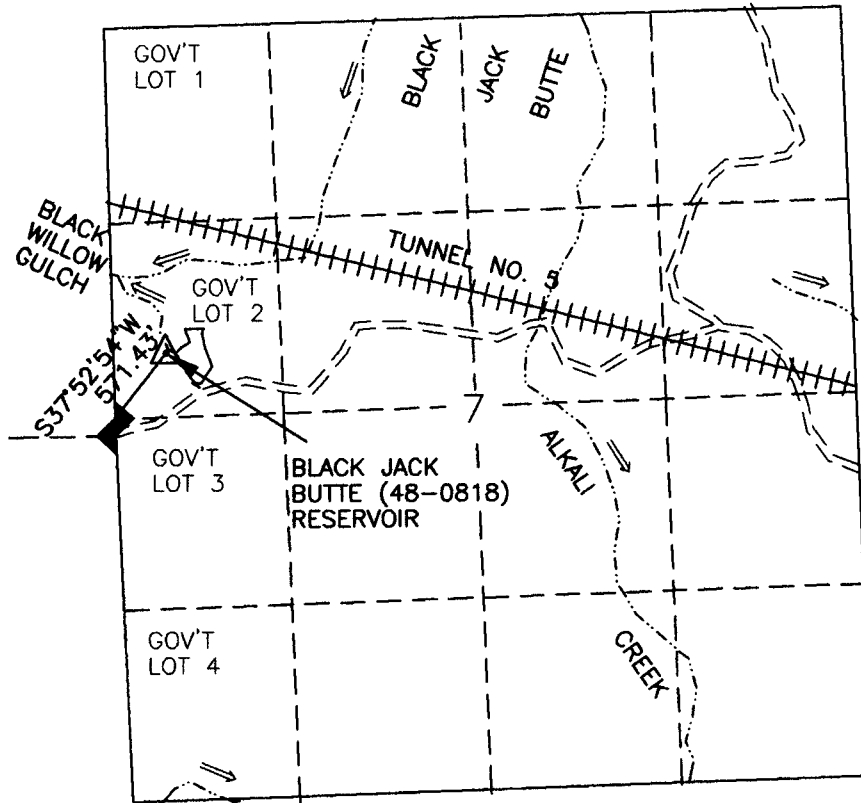 GOV'T
LOT 1
BLACK
JACK
BUTTE
BLACK
WILLOW
GULCH
TUNNEL NO. 5
GOV'T
LOT 2
S37°52'54"W
571.43'
7
GOV'T
LOT 3
BLACK JACK
BUTTE (48-0818)
RESERVOIR
ALKALI
GOV'T
LOT 4
CREEK